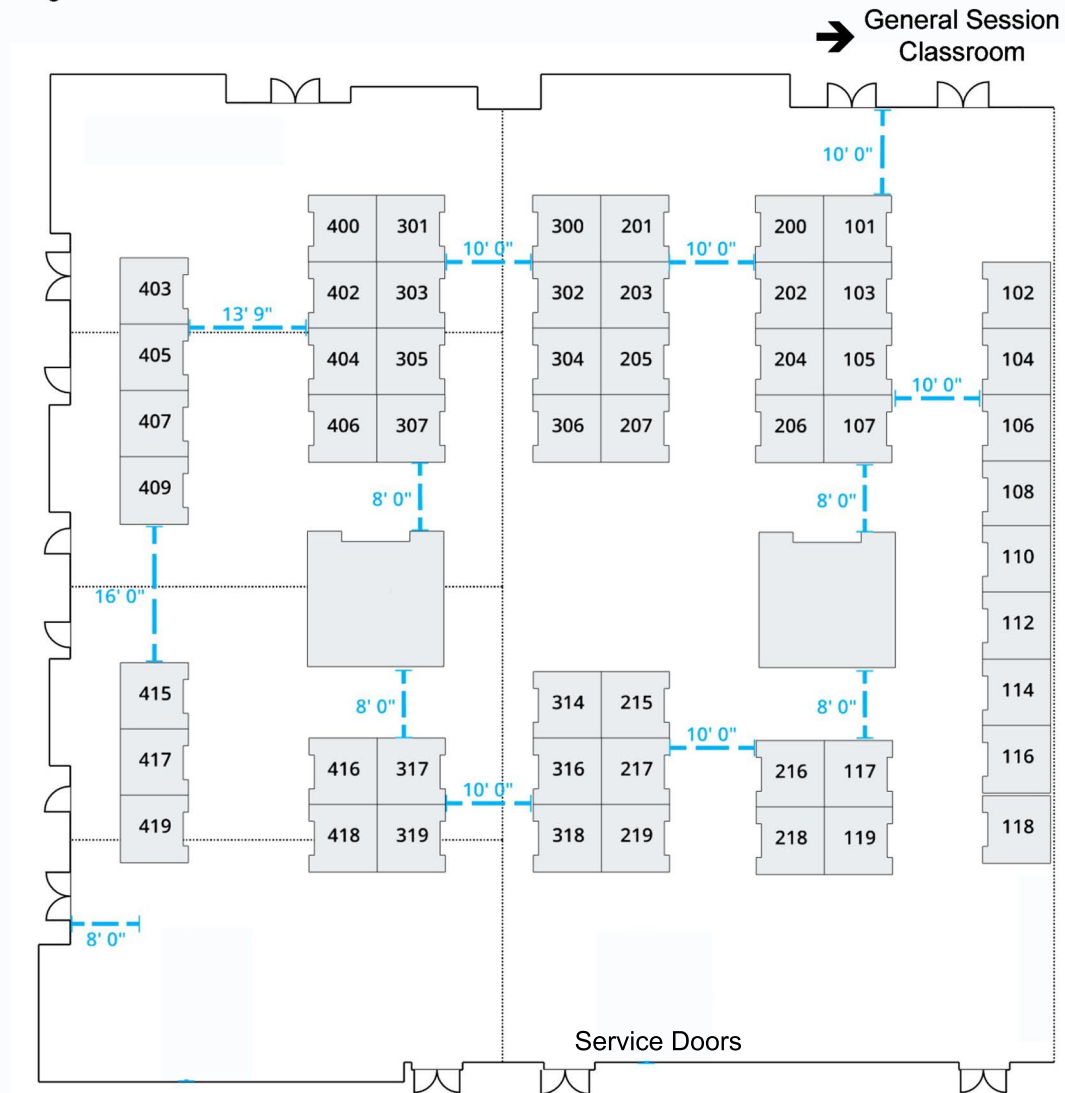 General Session
Classroom
10' 0"
400 301 300 201 200 101
10' 0" 10' 0"
403 402 303 302 203 202 103 102
13' 9"
405 404 305 304 205 204 105 104
10' 0"
407 406 307 306 207 206 107 106
409 8' 0" 8' 0" 108
110
16' 0" 112
415 8' 0" 314 215 8' 0" 114
10' 0"
417 416 317 316 217 216 117 116
10' 0"
419 418 319 318 219 218 119 118
8' 0"
Service Doors